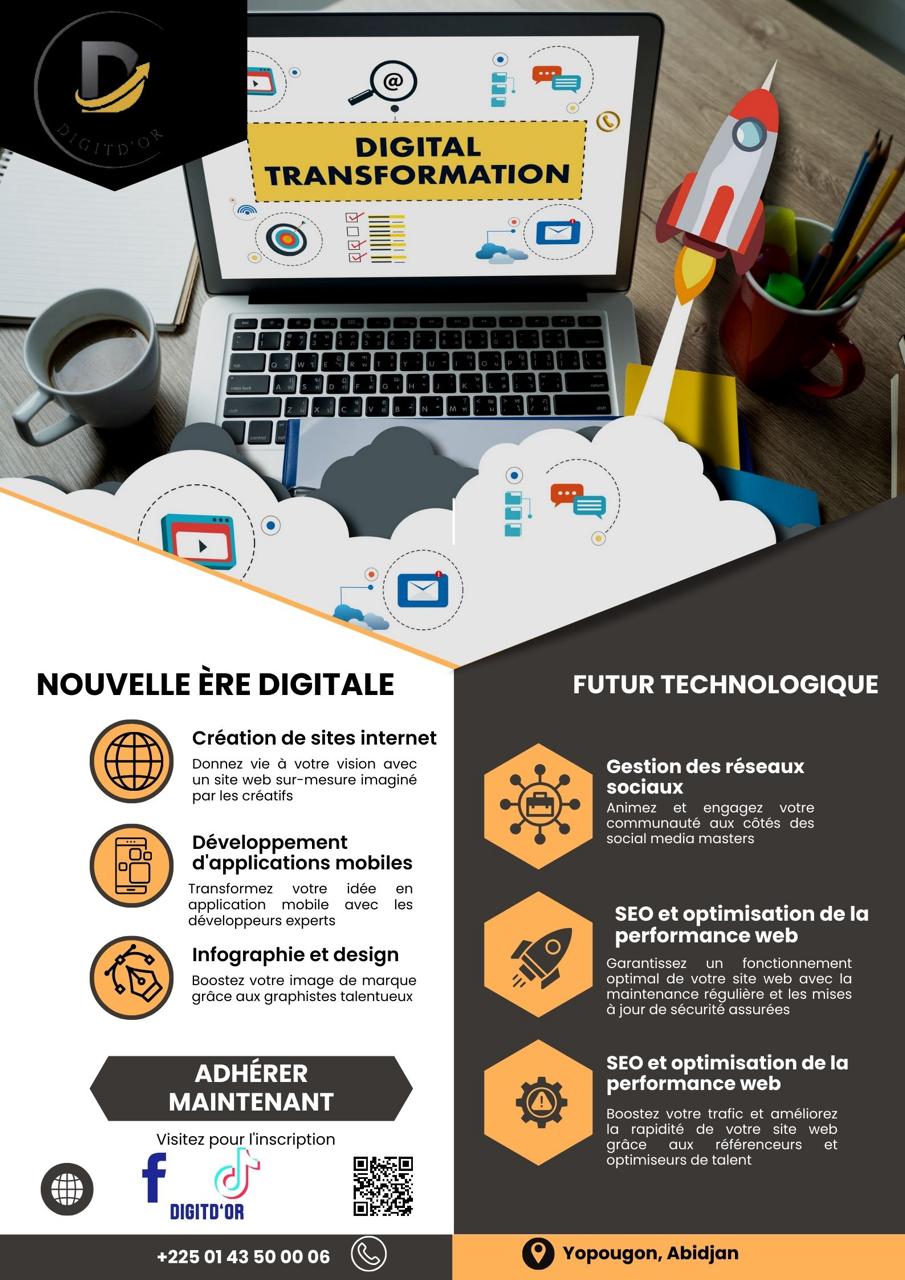 DIGITD'OR
@
DIGITAL
TRANSFORMATION
NOUVELLE ÈRE DIGITALE
Création de sites internet
Donnez vie à votre vision avec
un site web sur-mesure imaginé
par les créatifs
Développement
d'applications mobiles
Transformez votre idée en
application mobile avec les
développeurs experts
Infographie et design
Boostez votre image de marque
grâce aux graphistes talentueux
ADHÉRER
MAINTENANT
Visitez pour l'inscription
f
DIGITD'OR
+225 01 43 50 00 06
FUTUR TECHNOLOGIQUE
Gestion des réseaux
sociaux
Animez et engagez votre
communauté aux côtés des
social media masters
SEO et optimisation de la
performance web
Garantissez un fonctionnement
optimal de votre site web avec la
maintenance régulière et les mises
à jour de sécurité assurées
SEO et optimisation de la
performance web
Boostez votre trafic et améliorez
la rapidité de votre site web
grâce aux référenceurs et
optimiseurs de talent
Yopougon, Abidjan